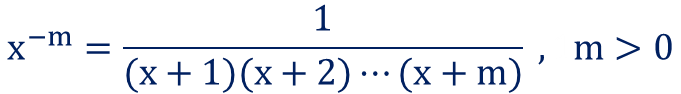 x⁻ᵐ = 1 / ((x + 1)(x + 2) ⋯ (x + m)) , m > 0